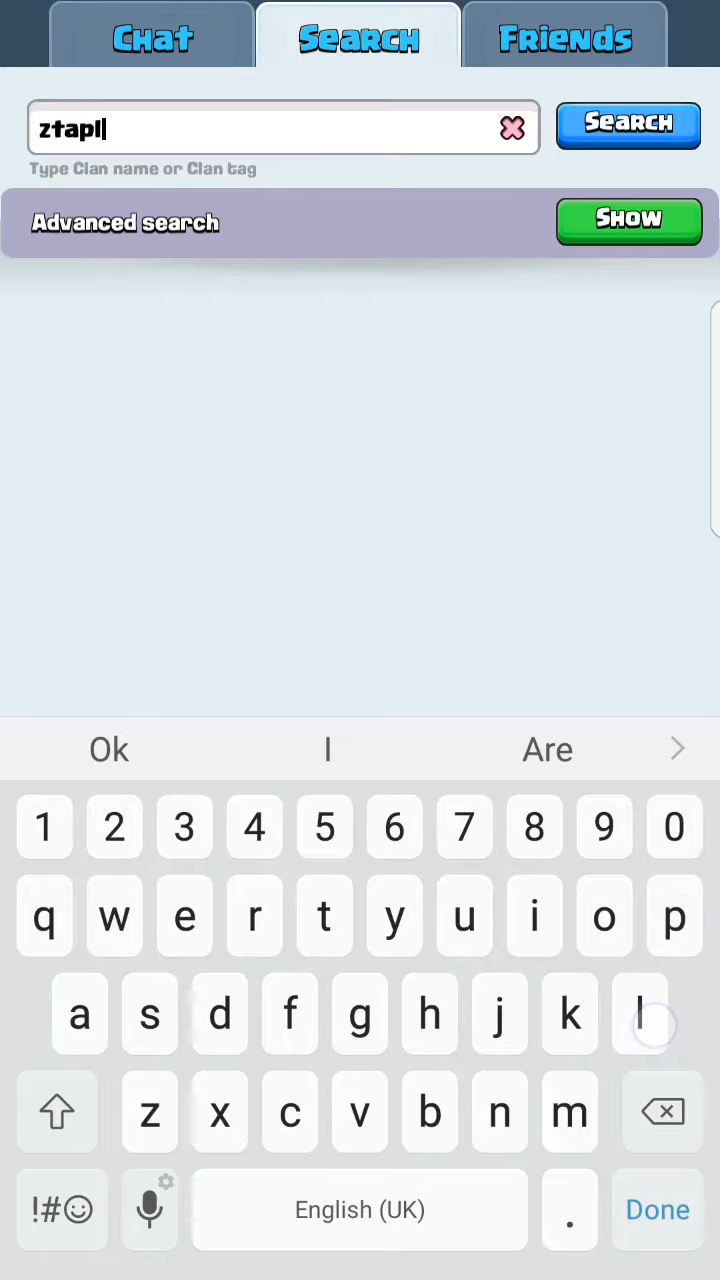 Chat Search Friends
ztapl Search
Type Clan name or Clan tag
Advanced search Show
Ok I Are
1 2 3 4 5 6 7 8 9 0
q w e r t y u i o p
a s d f g h j k l
z x c v b n m
!#☺ English (UK) . Done